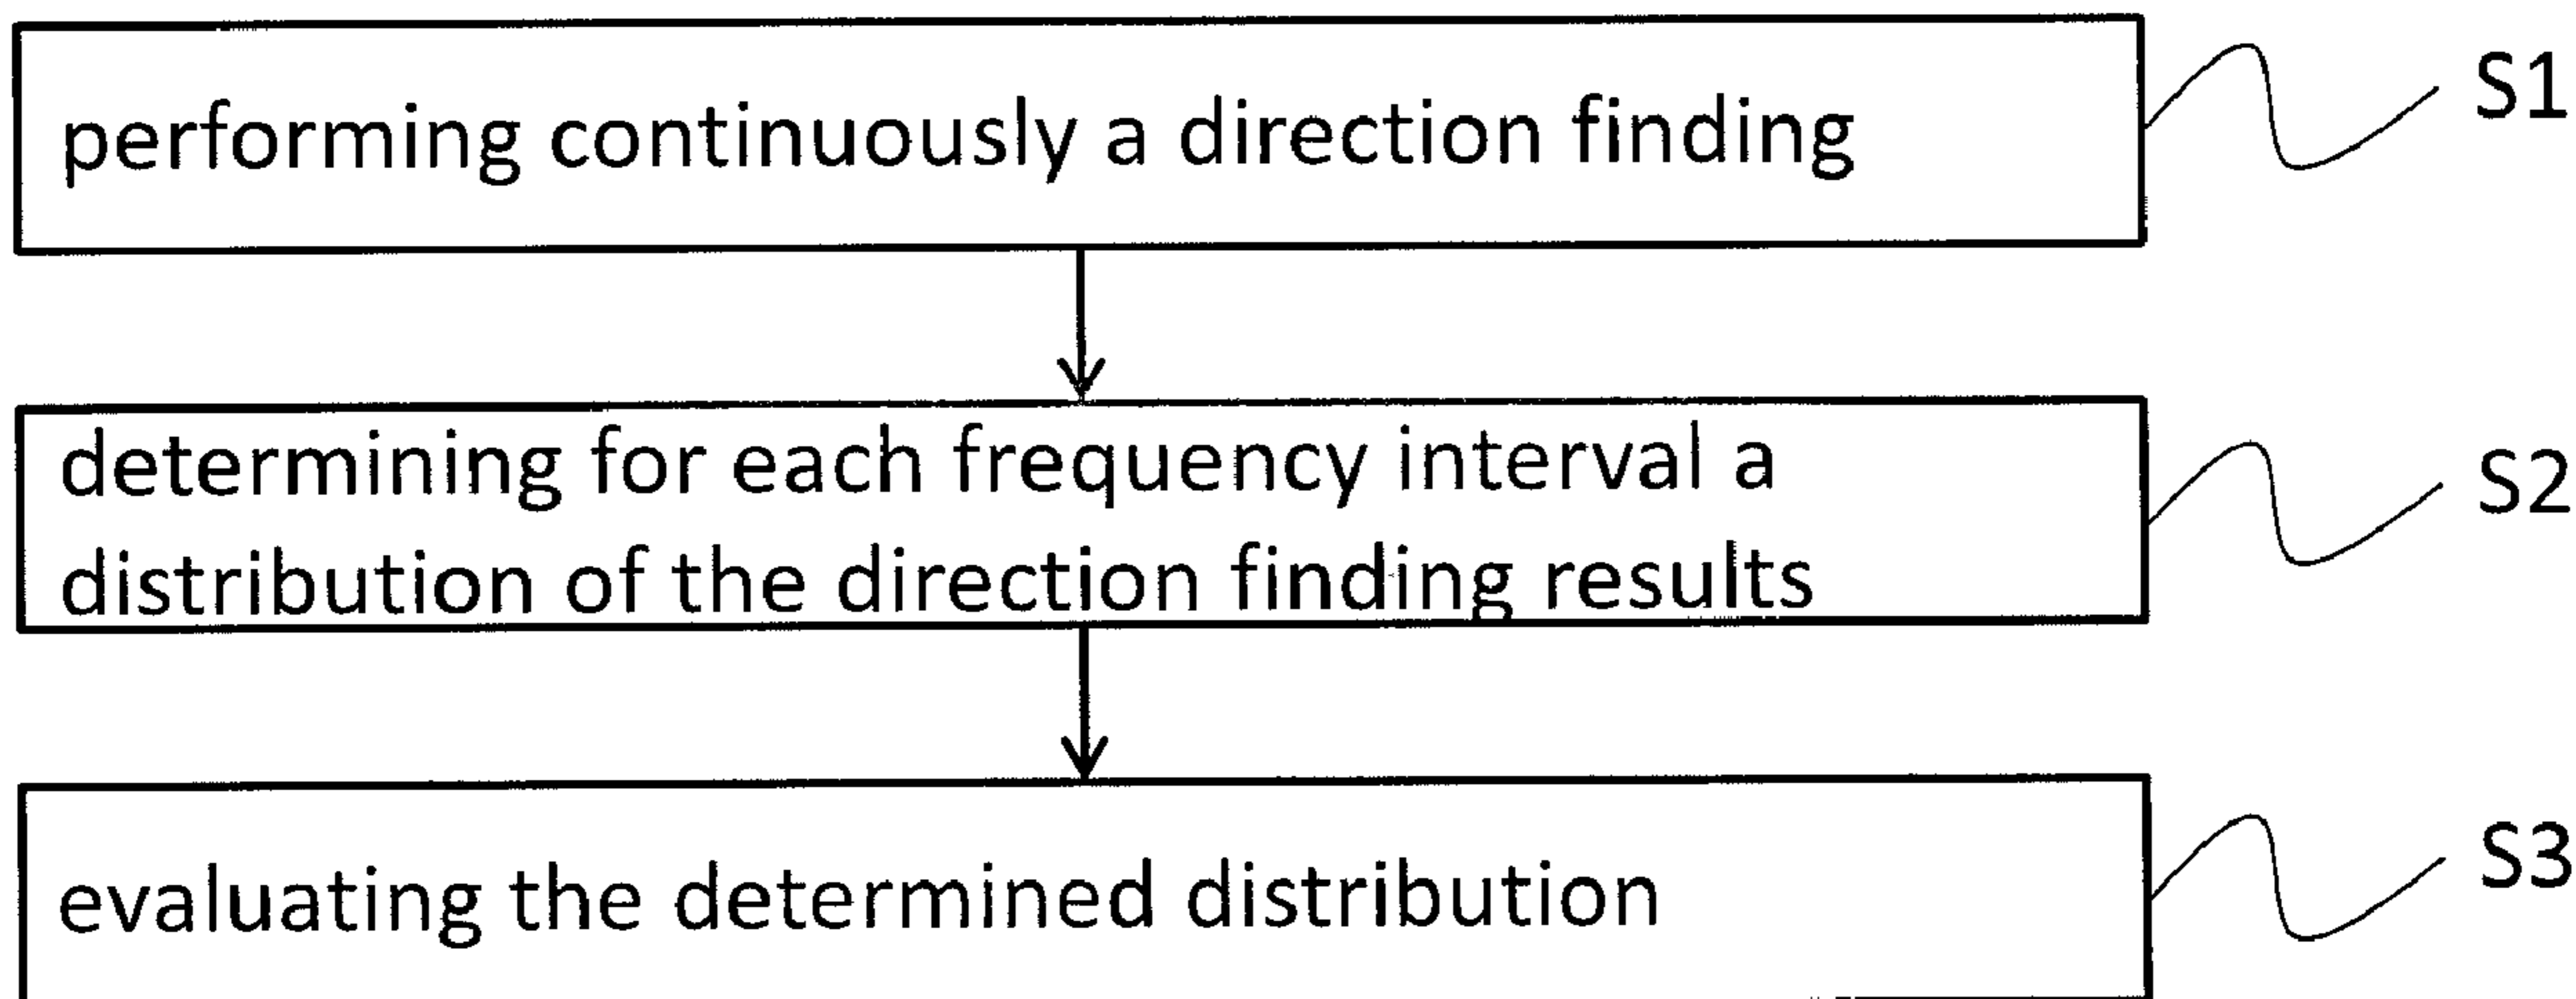 performing continuously a direction finding
S1
determining for each frequency interval a
distribution of the direction finding results
S2
evaluating the determined distribution
S3